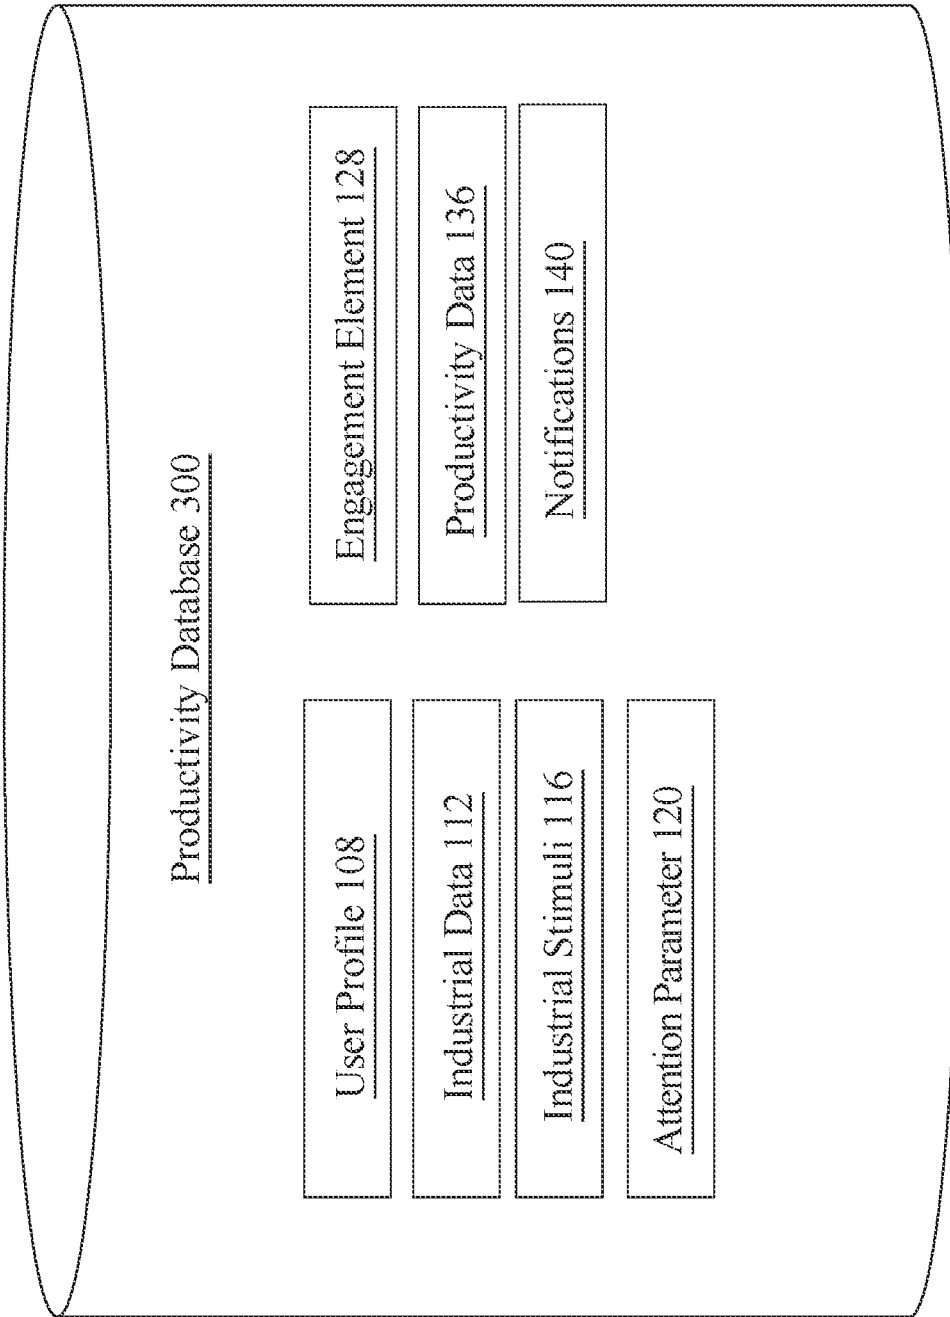 Productivity Database 300
User Profile 108
Industrial Data 112
Industrial Stimuli 116
Attention Parameter 120
Engagement Element 128
Productivity Data 136
Notifications 140